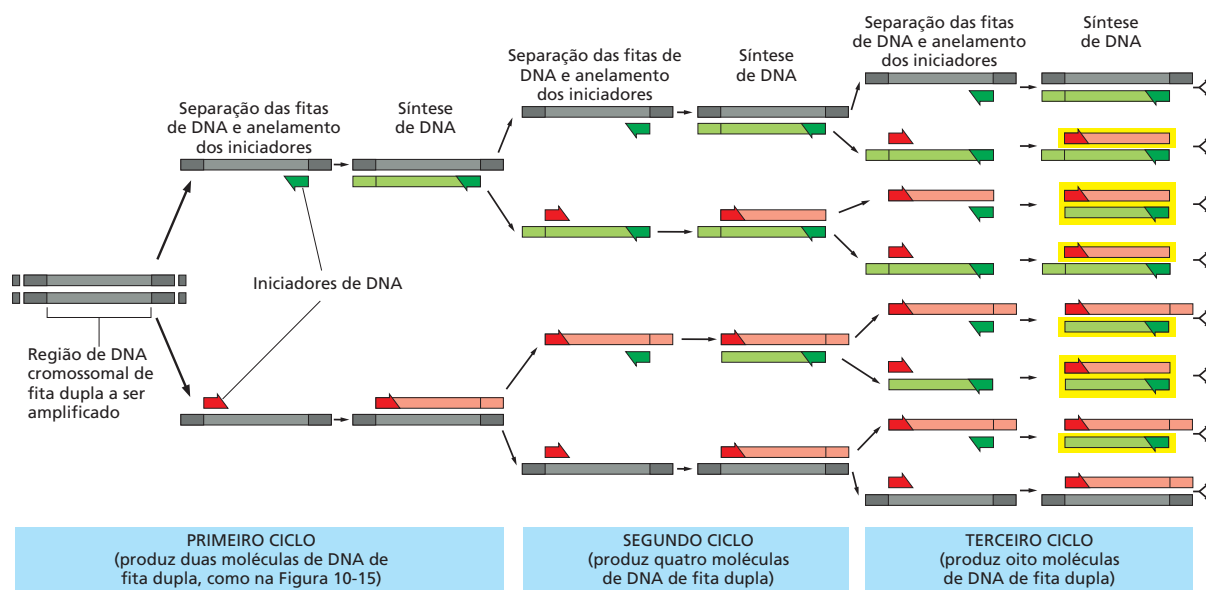 Separação das fitas
de DNA e anelamento
dos iniciadores
Síntese
de DNA
Separação das fitas de
DNA e anelamento
dos iniciadores
Síntese
de DNA
Separação das fitas
de DNA e anelamento
dos iniciadores
Síntese
de DNA
Iniciadores de DNA
Região de DNA
cromossomal de
fita dupla a ser
amplificado
PRIMEIRO CICLO
(produz duas moléculas de DNA de
fita dupla, como na Figura 10-15)
SEGUNDO CICLO
(produz quatro moléculas
de DNA de fita dupla)
TERCEIRO CICLO
(produz oito moléculas
de DNA de fita dupla)